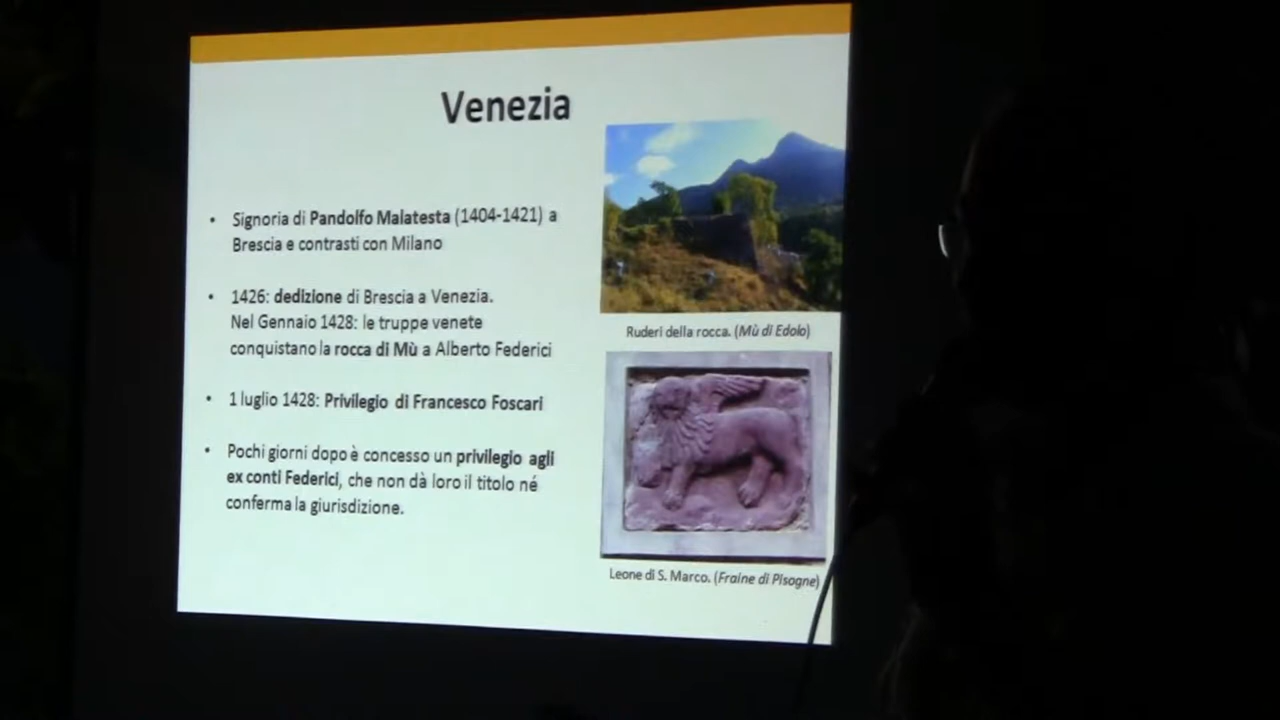 Venezia
• Signoria di Pandolfo Malatesta (1404-1421) a
Brescia e contrasti con Milano
• 1426: dedizione di Brescia a Venezia.
Nel Gennaio 1428: le truppe venete
conquistano la rocca di Mù a Alberto Federici
• 1 luglio 1428: Privilegio di Francesco Foscari
• Pochi giorni dopo è concesso un privilegio agli
ex conti Federici, che non dà loro il titolo né
conferma la giurisdizione.
Ruderi della rocca. (Mù di Edolo)
Leone di S. Marco. (Fraine di Pisogne)